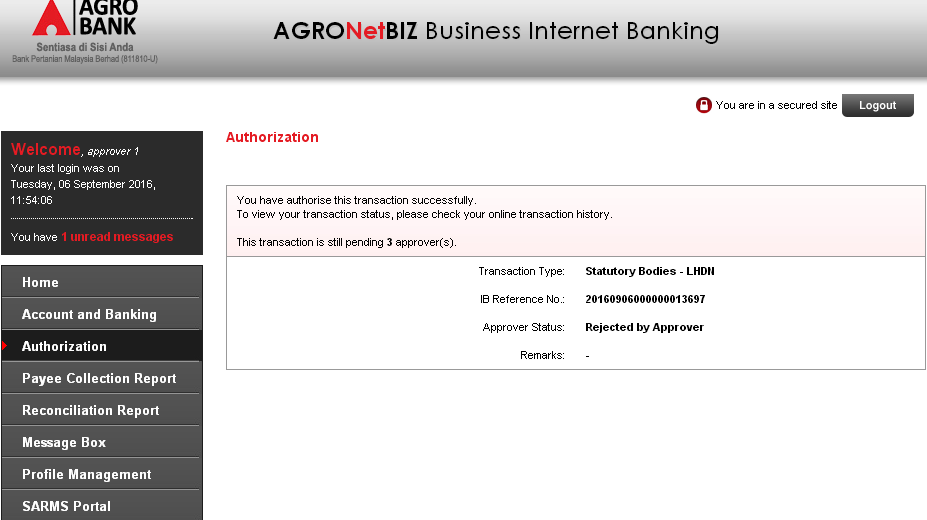 AGRO
BANK
Sentiasa di Sisi Anda
Bank Pertanian Malaysia Berhad (811810-U)
AGRONetBIZ Business Internet Banking
You are in a secured site
Logout
Welcome, approver 1
Your last login was on
Tuesday, 06 September 2016,
11:54:06
You have 1 unread messages
Home
Account and Banking
Authorization
Payee Collection Report
Reconciliation Report
Message Box
Profile Management
SARMS Portal
Authorization
You have authorise this transaction successfully.
To view your transaction status, please check your online transaction history.
This transaction is still pending 3 approver(s).
Transaction Type: Statutory Bodies - LHDN
IB Reference No.: 20160906000000013697
Approver Status: Rejected by Approver
Remarks: -